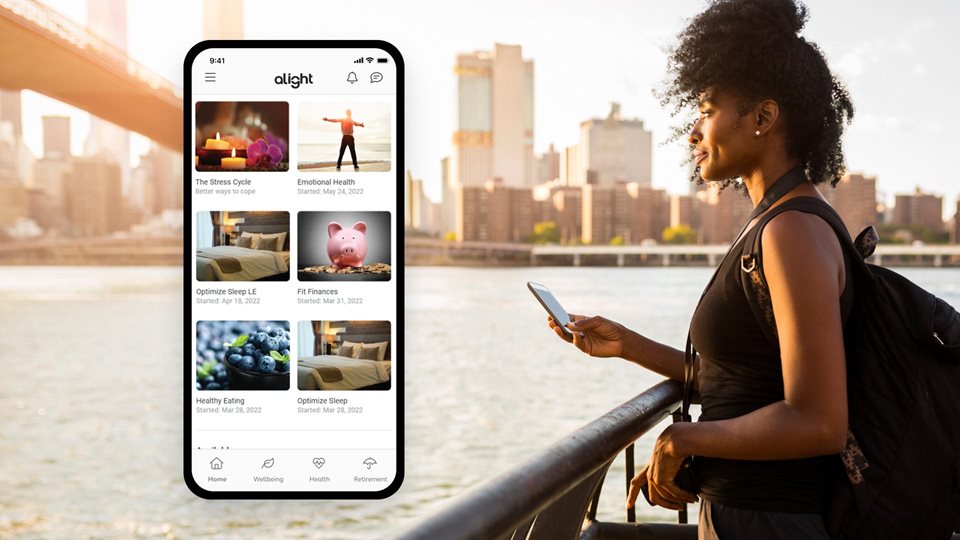 9:41
alight
The Stress Cycle
Better ways to cope
Emotional Health
Started: May 24, 2022
Optimize Sleep LE
Started: Apr 18, 2022
Fit Finances
Started: Mar 31, 2022
Healthy Eating
Started: Mar 28, 2022
Optimize Sleep
Started: Mar 28, 2022
Home
Wellbeing
Health
Retirement